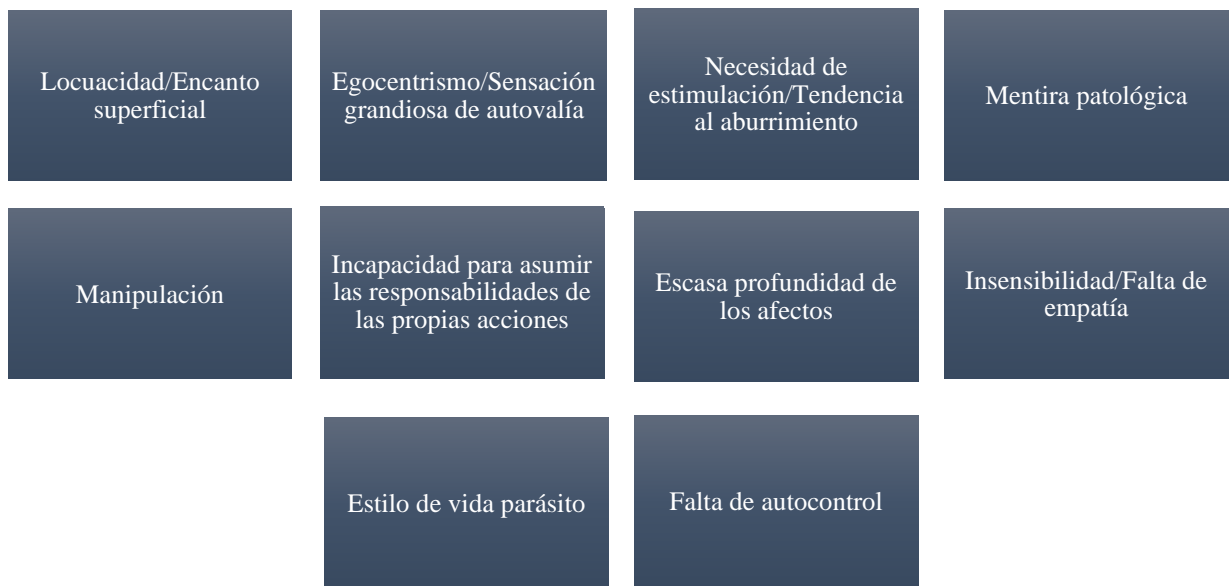 Locuacidad/Encanto
superficial
Egocentrismo/Sensación
grandiosa de autovalía
Necesidad de
estimulación/Tendencia
al aburrimiento
Mentira patológica
Manipulación
Incapacidad para asumir
las responsabilidades de
las propias acciones
Escasa profundidad de
los afectos
Insensibilidad/Falta de
empatía
Estilo de vida parásito
Falta de autocontrol